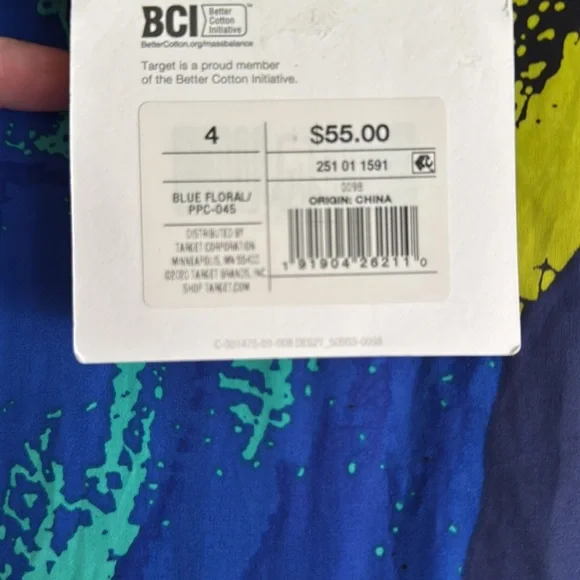 BCI Better
Cotton
Initiative
BetterCotton.org/massbalance
Target is a proud member
of the Better Cotton Initiative.
4
$55.00
251 01 1591
0098
ORIGIN: CHINA
BLUE FLORAL/
PPC-045
DISTRIBUTED BY
TARGET CORPORATION
MINNEAPOLIS, MN 55403
©2020 TARGET BRANDS, INC
SHOP TARGET.COM
1 91904 26211 0